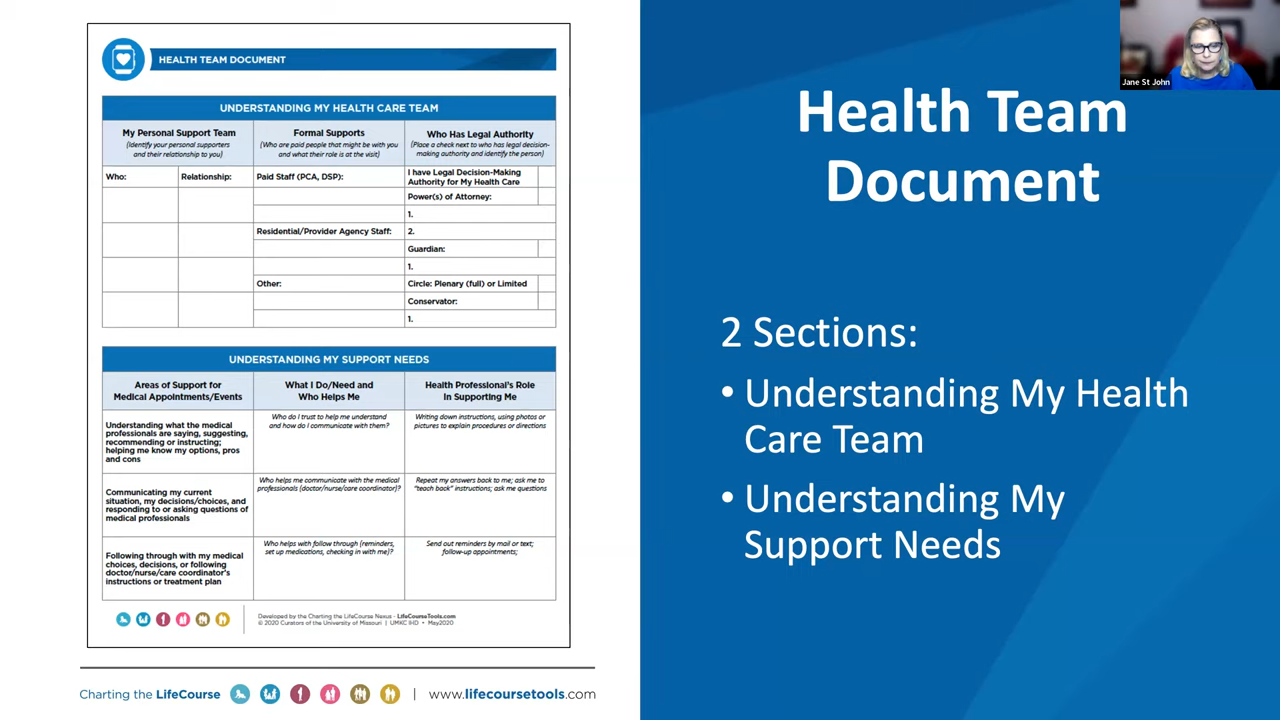 HEALTH TEAM DOCUMENT
UNDERSTANDING MY HEALTH CARE TEAM
My Personal Support Team
(Identify your personal supporters
and their relationship to you)
Formal Supports
(Who are paid people that might be with you
and what their role is at the visit)
Who Has Legal Authority
(Place a check next to who has legal decision-
making authority and identify the person)
Who:
Relationship:
Paid Staff (PCA, DSP):
I have Legal Decision-Making
Authority for My Health Care
Power(s) of Attorney:
1.
Residential/Provider Agency Staff:
2.
Guardian:
1.
Other:
Circle: Plenary (full) or Limited
Conservator:
1.
UNDERSTANDING MY SUPPORT NEEDS
Areas of Support for
Medical Appointments/Events
What I Do/Need and
Who Helps Me
Health Professional's Role
In Supporting Me
Understanding what the medical
professionals are saying, suggesting,
recommending or instructing;
helping me know my options, pros
and cons
Who do I trust to help me understand
and how do I communicate with them?
Writing down instructions, using photos or
pictures to explain procedures or directions
Communicating my current
situation, my decisions/choices, and
responding to or asking questions of
medical professionals
Who helps me communicate with the medical
professionals (doctor/nurse/care coordinator)?
Repeat my answers back to me; ask me to
"teach back" instructions; ask me questions
Following through with my medical
choices, decisions, or following
doctor/nurse/care coordinator's
instructions or treatment plan
Who helps with follow through (reminders,
set up medications, checking in with me)?
Send out reminders by mail or text;
follow-up appointments;
Developed by the Charting the LifeCourse Nexus - LifeCourseTools.com
© 2020 Curators of the University of Missouri | UMKC IHD • May2020
Charting the LifeCourse
| www.lifecoursetools.com
Jane St John
Health Team
Document
2 Sections:
• Understanding My Health
Care Team
• Understanding My
Support Needs